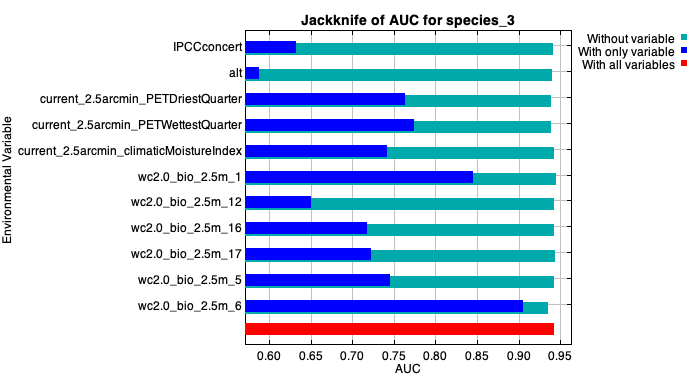 Jackknife of AUC for species_3
Without variable
With only variable
With all variables
Environmental Variable
IPCCconcert
alt
current_2.5arcmin_PETDriestQuarter
current_2.5arcmin_PETWettestQuarter
current_2.5arcmin_climaticMoistureIndex
wc2.0_bio_2.5m_1
wc2.0_bio_2.5m_12
wc2.0_bio_2.5m_16
wc2.0_bio_2.5m_17
wc2.0_bio_2.5m_5
wc2.0_bio_2.5m_6
0.60 0.65 0.70 0.75 0.80 0.85 0.90 0.95
AUC